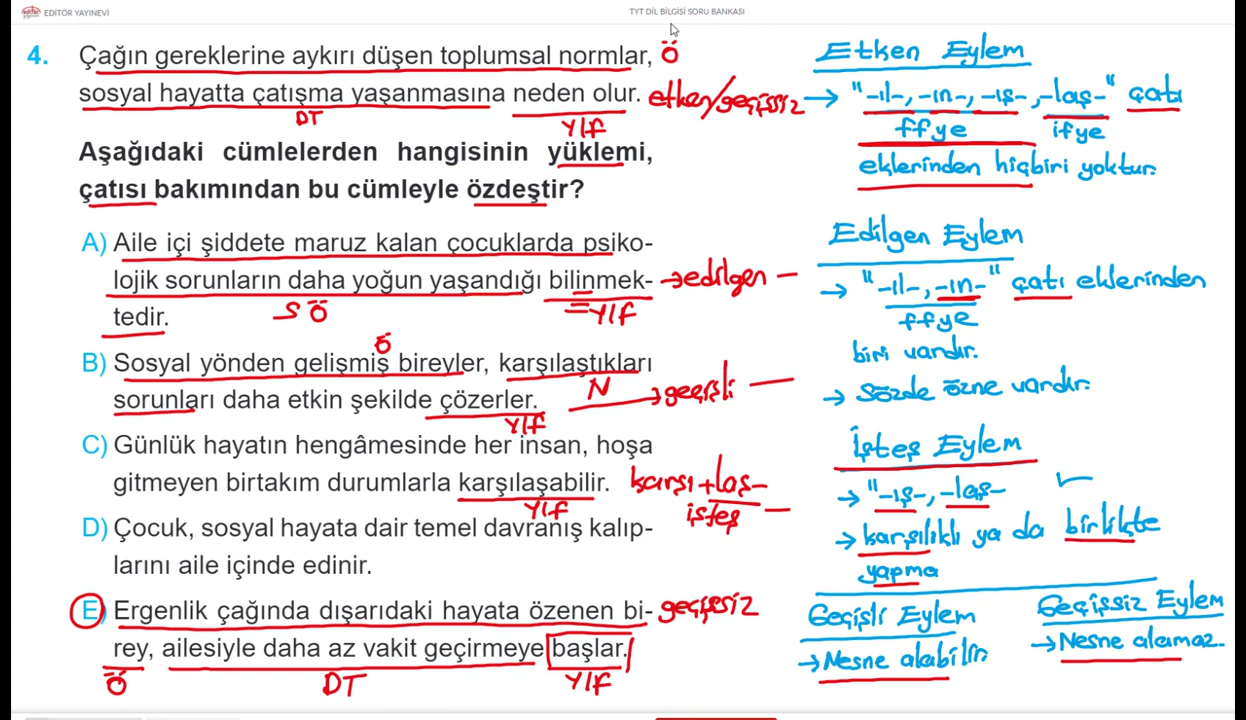 EDİTÖR YAYINEVİ
TYT DİL BİLGİSİ SORU BANKASI
4. Çağın gereklerine aykırı düşen toplumsal normlar,
Ö
sosyal hayatta çatışma yaşanmasına neden olur.
etken/geçişsiz
DT
YLF
Aşağıdaki cümlelerden hangisinin yüklemi,
çatısı bakımından bu cümleyle özdeştir?
A) Aile içi şiddete maruz kalan çocuklarda psiko-
lojik sorunların daha yoğun yaşandığı bilinmek-
→edilgen –
tedir.
SÖ
YLF
Ö
B) Sosyal yönden gelişmiş bireyler, karşılaştıkları
N
sorunları daha etkin şekilde çözerler.
→geçişli —
YLF
C) Günlük hayatın hengâmesinde her insan, hoşa
gitmeyen birtakım durumlarla karşılaşabilir.
karşı+laş-
YLF
işteş –
D) Çocuk, sosyal hayata dair temel davranış kalıp-
larını aile içinde edinir.
E) Ergenlik çağında dışarıdaki hayata özenen bi-
geçişsiz
rey, ailesiyle daha az vakit geçirmeye başlar.
Ö
DT
YLF
Etken Eylem
→ "-ıl-, -ın-, -ış-, -laş-" çatı
ffye ifye
eklerinden hiçbiri yoktur.
Edilgen Eylem
→ "-ıl-, -ın-" çatı eklerinden
ffye
biri vardır.
→ Sözde özne vardır.
İşteş Eylem
→ "-ış-, -laş- ✓
→ karşılıklı ya da birlikte
yapma
Geçişli Eylem
→ Nesne alabilir.
Geçişsiz Eylem
→ Nesne alamaz.